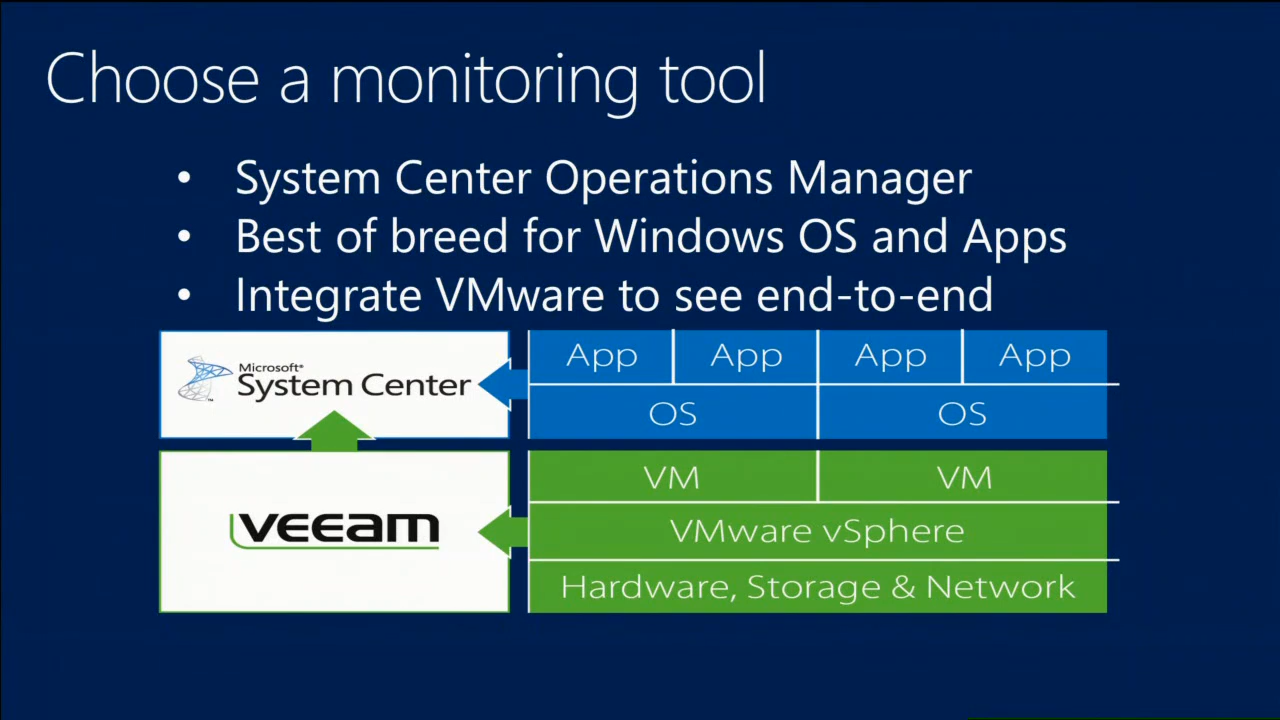 Choose a monitoring tool
• System Center Operations Manager
• Best of breed for Windows OS and Apps
• Integrate VMware to see end-to-end
Microsoft®
System Center™
App App App App
OS OS
veeam
VM VM
VMware vSphere
Hardware, Storage & Network